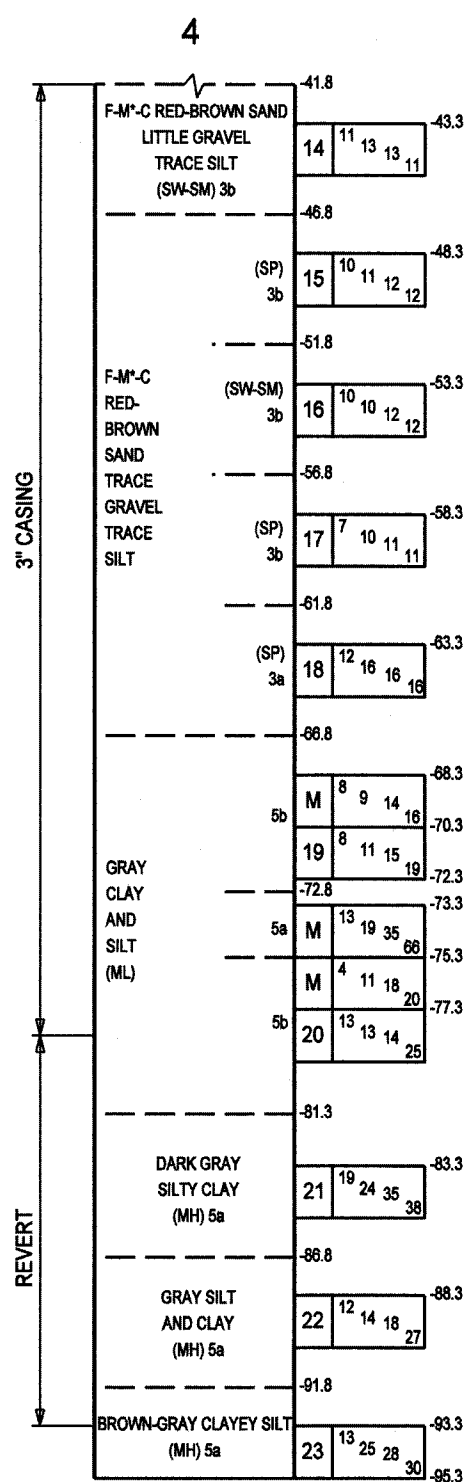 4
-41.8
F-M*-C RED-BROWN SAND
LITTLE GRAVEL
TRACE SILT
(SW-SM) 3b
-43.3
14 11 13 13 11
-46.8
-48.3
(SP)
3b
15 10 11 12 12
-51.8
-53.3
F-M*-C
RED-
BROWN
SAND
TRACE
GRAVEL
TRACE
SILT
(SW-SM)
3b
16 10 10 12 12
-56.8
-58.3
(SP)
3b
17 7 10 11 11
-61.8
-63.3
(SP)
3a
18 12 16 16 16
-66.8
-68.3
5b
M 8 9 14 16
-70.3
19 8 11 15 19
-72.3
-72.8
-73.3
GRAY
CLAY
AND
SILT
(ML)
5a
M 13 19 35 66
-75.3
M 4 11 18 20
-77.3
5b
20 13 13 14 25
-81.3
-83.3
DARK GRAY
SILTY CLAY
(MH) 5a
21 19 24 35 38
-86.8
-88.3
GRAY SILT
AND CLAY
(MH) 5a
22 12 14 18 27
-91.8
-93.3
BROWN-GRAY CLAYEY SILT
(MH) 5a
23 13 25 28 30
-95.3
3" CASING
REVERT